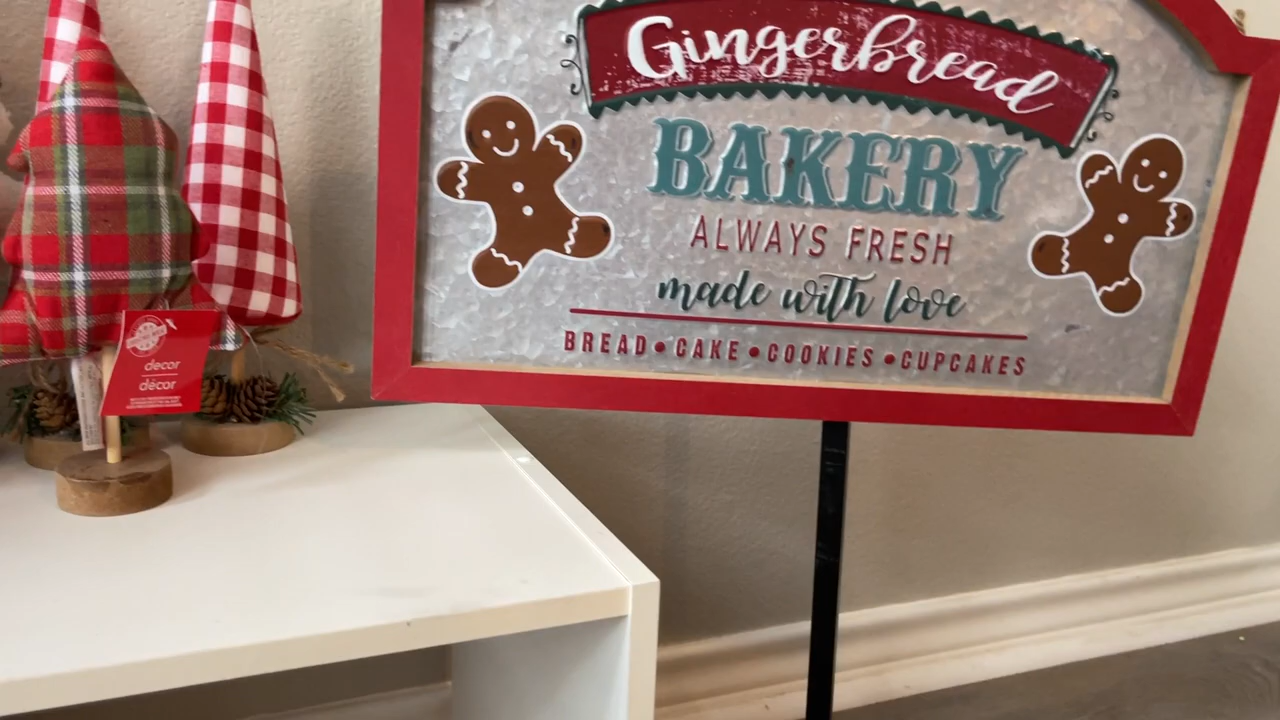 Gingerbread
BAKERY
ALWAYS FRESH
made with love
BREAD • CAKE • COOKIES • CUPCAKES
decor
décor